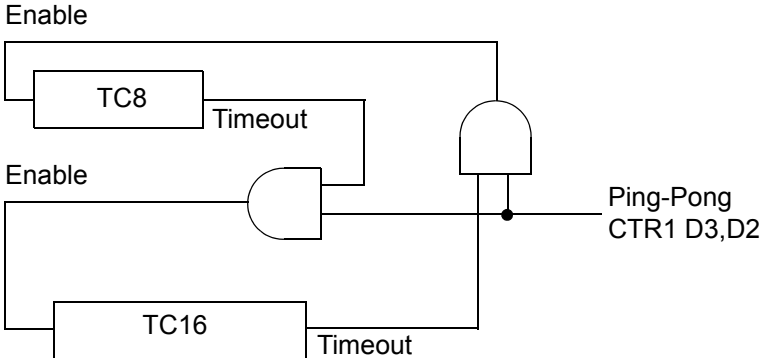 Enable
TC8
Timeout
Enable
Ping-Pong
CTR1 D3,D2
TC16
Timeout